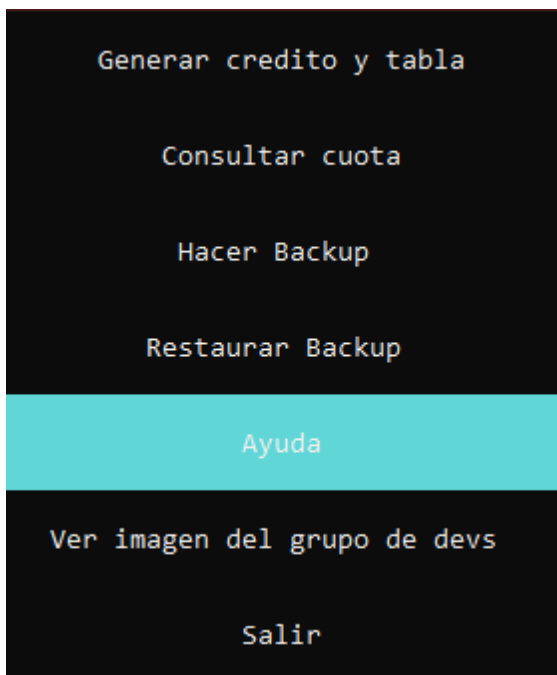 Generar credito y tabla
Consultar cuota
Hacer Backup
Restaurar Backup
Ayuda
Ver imagen del grupo de devs
Salir